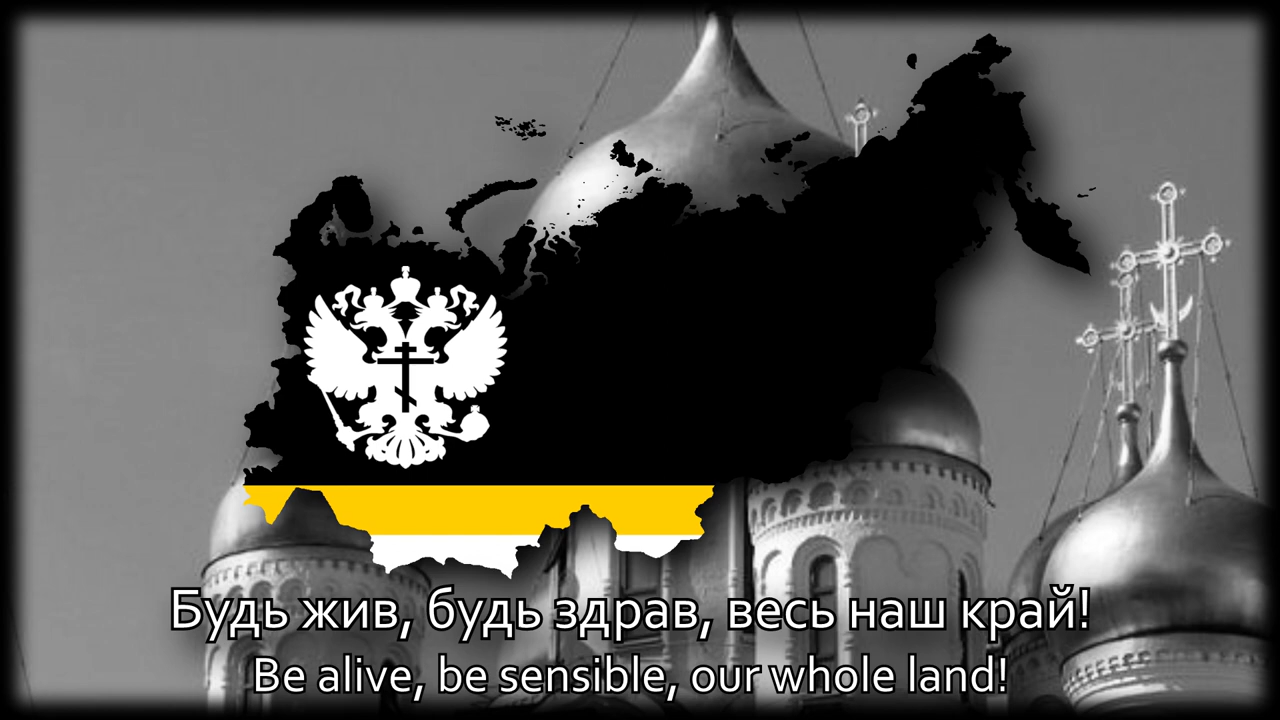 Будь жив, будь здрав, весь наш край!
Be alive, be sensible, our whole land!